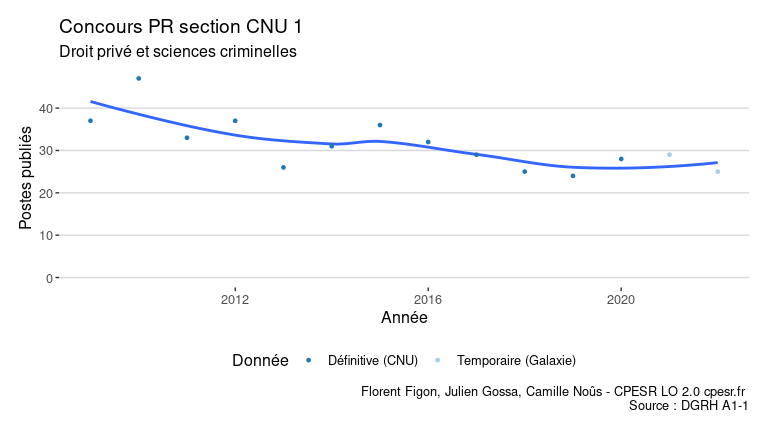 Concours PR section CNU 1
Droit privé et sciences criminelles
Postes publiés
40
30
20
10
0
2012
2016
2020
Année
Donnée
Définitive (CNU)
Temporaire (Galaxie)
Florent Figon, Julien Gossa, Camille Noûs - CPESR LO 2.0 cpesr.fr
Source : DGRH A1-1